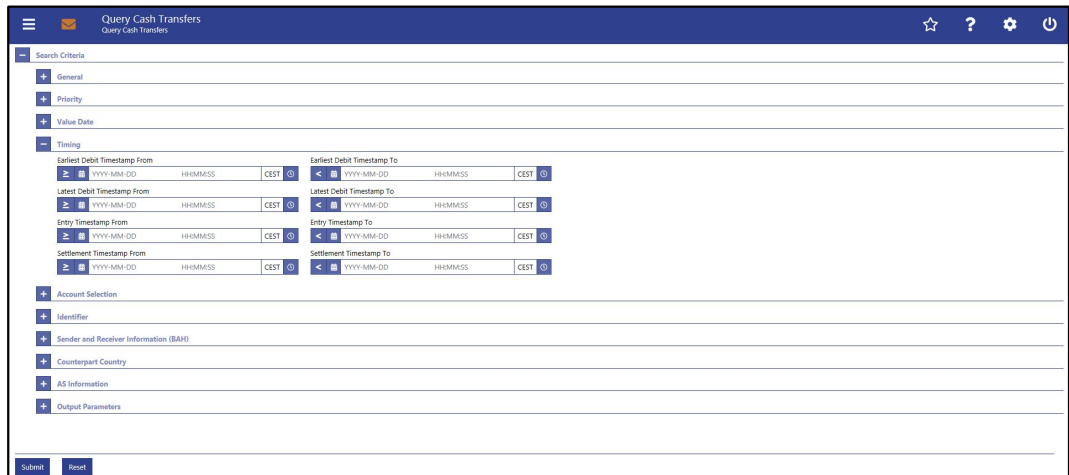 Query Cash Transfers
Query Cash Transfers
Search Criteria
General
Priority
Value Date
Timing
Earliest Debit Timestamp From Earliest Debit Timestamp To
≥ YYYY-MM-DD HH:MM:SS CEST < YYYY-MM-DD HH:MM:SS CEST
Latest Debit Timestamp From Latest Debit Timestamp To
≥ YYYY-MM-DD HH:MM:SS CEST < YYYY-MM-DD HH:MM:SS CEST
Entry Timestamp From Entry Timestamp To
≥ YYYY-MM-DD HH:MM:SS CEST < YYYY-MM-DD HH:MM:SS CEST
Settlement Timestamp From Settlement Timestamp To
≥ YYYY-MM-DD HH:MM:SS CEST < YYYY-MM-DD HH:MM:SS CEST
Account Selection
Identifier
Sender and Receiver Information (BAH)
Counterpart Country
AS Information
Output Parameters
Submit Reset